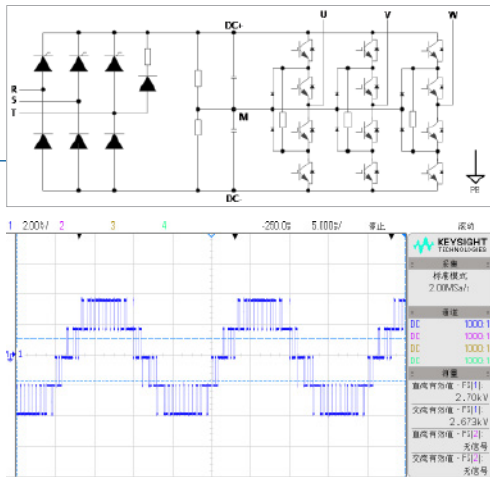 DC+
U V W
R
S
T
M
DC-
PE
1 2.00V/ 2 3 4 -260.0s 5.000s/ 停止
KEYSIGHT
TECHNOLOGIES
标准模式
2.00MSa/s
通道
DC 1000:1
DC 1000:1
DC 1000:1
DC 1000:1
测量
直流有效值 - FS[1]:
2.70kV
交流有效值 - FS[1]:
2.673kV
直流有效值 - FS[2]:
无信号
交流有效值 - FS[2]:
无信号
1